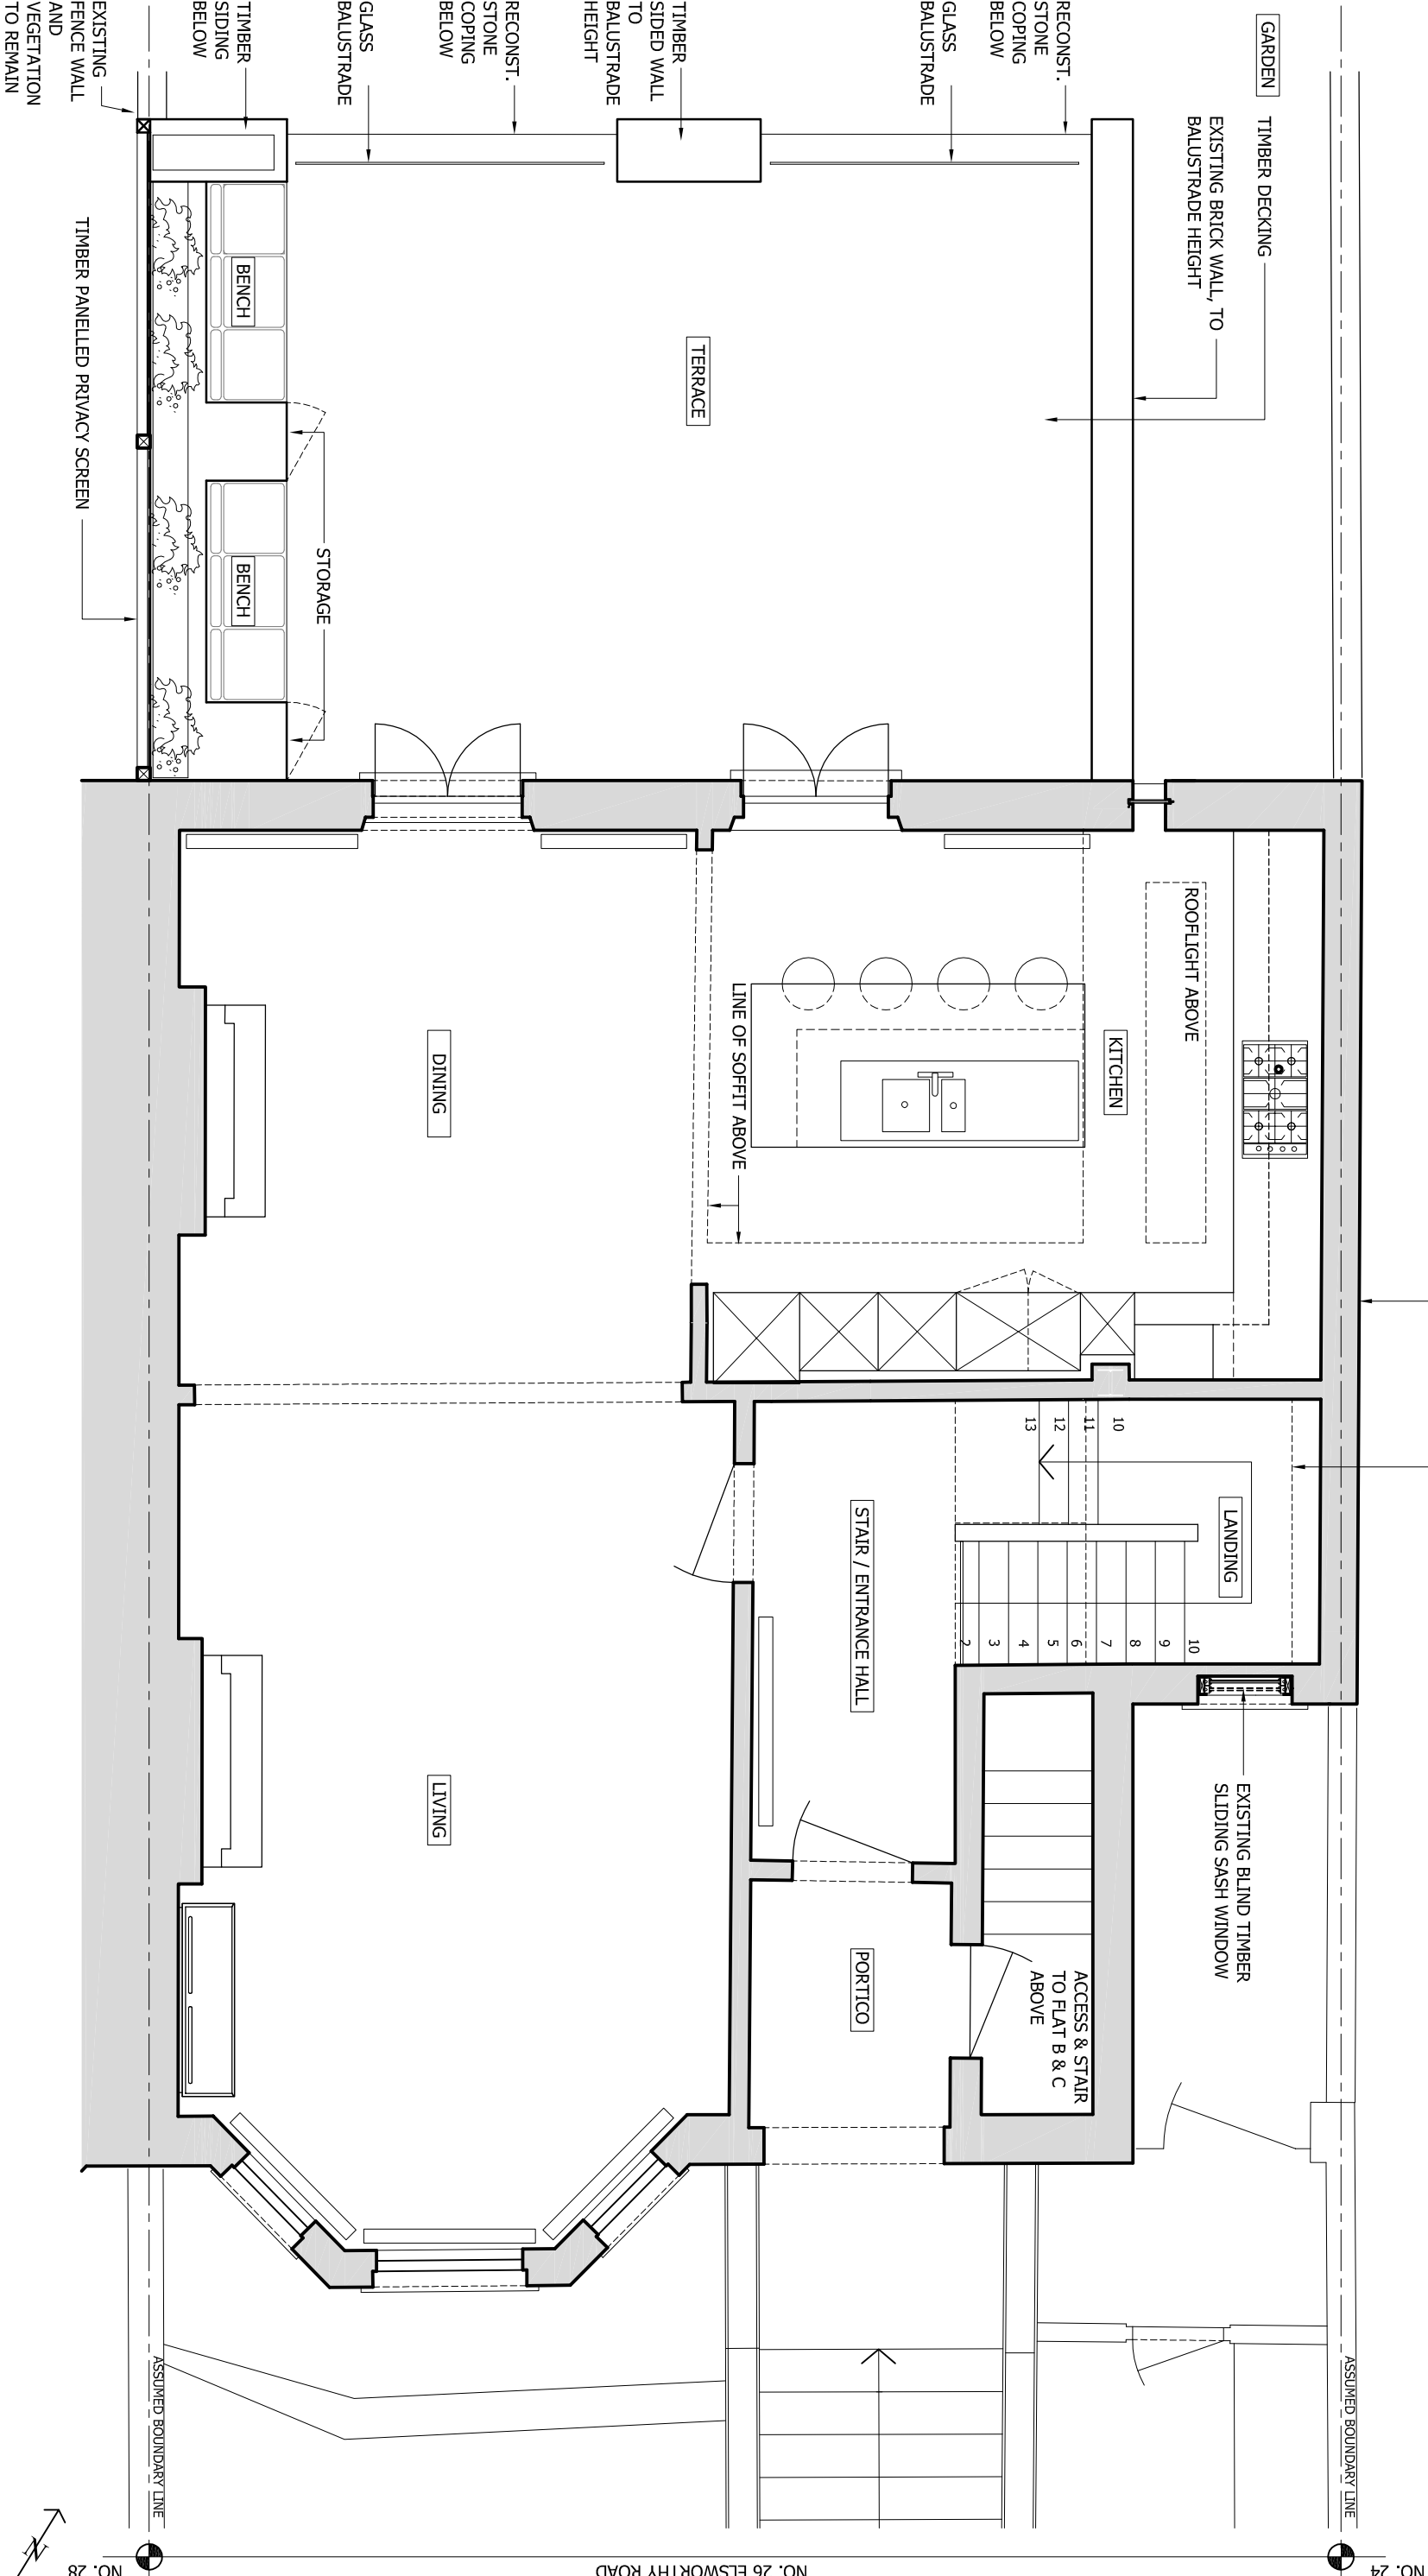 GARDEN
TIMBER DECKING
EXISTING BRICK WALL, TO
BALUSTRADE HEIGHT
RECONST.
STONE
COPING
BELOW
GLASS
BALUSTRADE
TIMBER
SIDED WALL
TO
BALUSTRADE
HEIGHT
RECONST.
STONE
COPING
BELOW
GLASS
BALUSTRADE
TIMBER
SIDING
BELOW
EXISTING
FENCE WALL
AND
VEGETATION
TO REMAIN
TIMBER PANELLED PRIVACY SCREEN
TERRACE
BENCH
BENCH
STORAGE
ROOFLIGHT ABOVE
KITCHEN
LINE OF SOFFIT ABOVE
DINING
LANDING
10
11
12
13
2
3
4
5
6
7
8
9
10
STAIR / ENTRANCE HALL
LIVING
EXISTING BLIND TIMBER
SLIDING SASH WINDOW
ACCESS & STAIR
TO FLAT B & C
ABOVE
PORTICO
ASSUMED BOUNDARY LINE
ASSUMED BOUNDARY LINE
N
NO. 28
NO. 26 ELSWORTHY ROAD
NO. 24